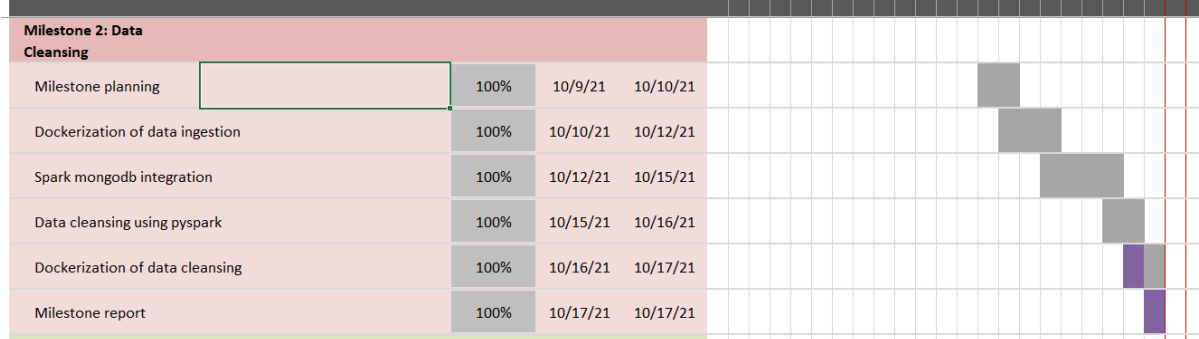 Milestone 2: Data
Cleansing
Milestone planning 100% 10/9/21 10/10/21
Dockerization of data ingestion 100% 10/10/21 10/12/21
Spark mongodb integration 100% 10/12/21 10/15/21
Data cleansing using pyspark 100% 10/15/21 10/16/21
Dockerization of data cleansing 100% 10/16/21 10/17/21
Milestone report 100% 10/17/21 10/17/21